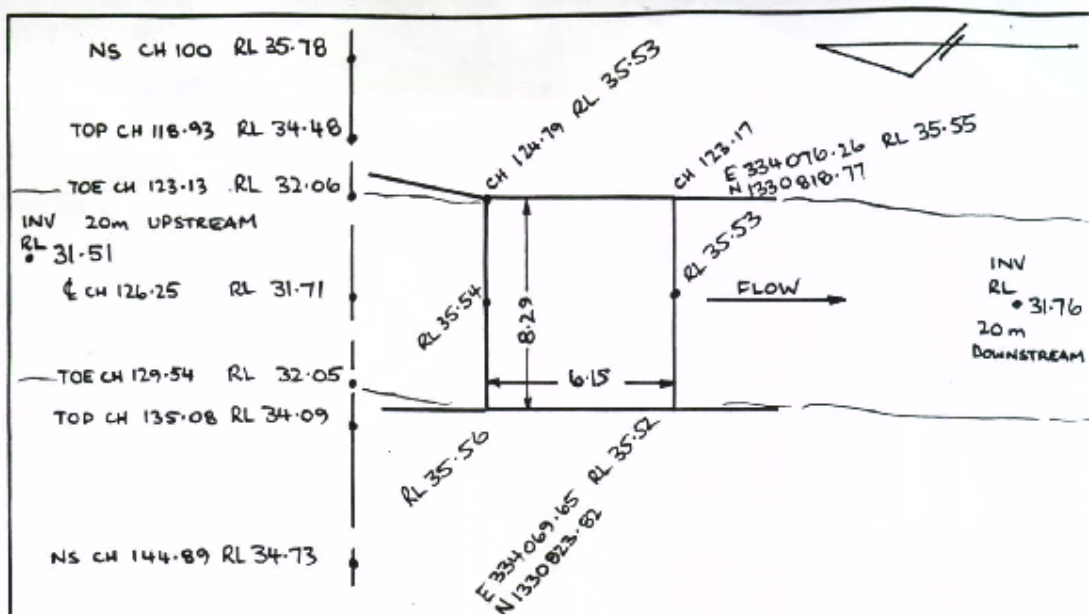 NS CH 100 RL 35.78
TOP CH 118.93 RL 34.48
TOE CH 123.13 RL 32.06
INV 20m UPSTREAM
RL
31.51
℄ CH 126.25 RL 31.71
TOE CH 129.54 RL 32.05
TOP CH 135.08 RL 34.09
NS CH 144.89 RL 34.73
CH 124.79 RL 35.53
CH 123.17
E 334076.26 RL 35.55
N 1330818.77
RL 35.54
8.29
6.15
RL 35.53
FLOW
RL 35.56
RL 35.52
E 334069.65
N 1330823.82
INV
RL
31.76
20m
DOWNSTREAM